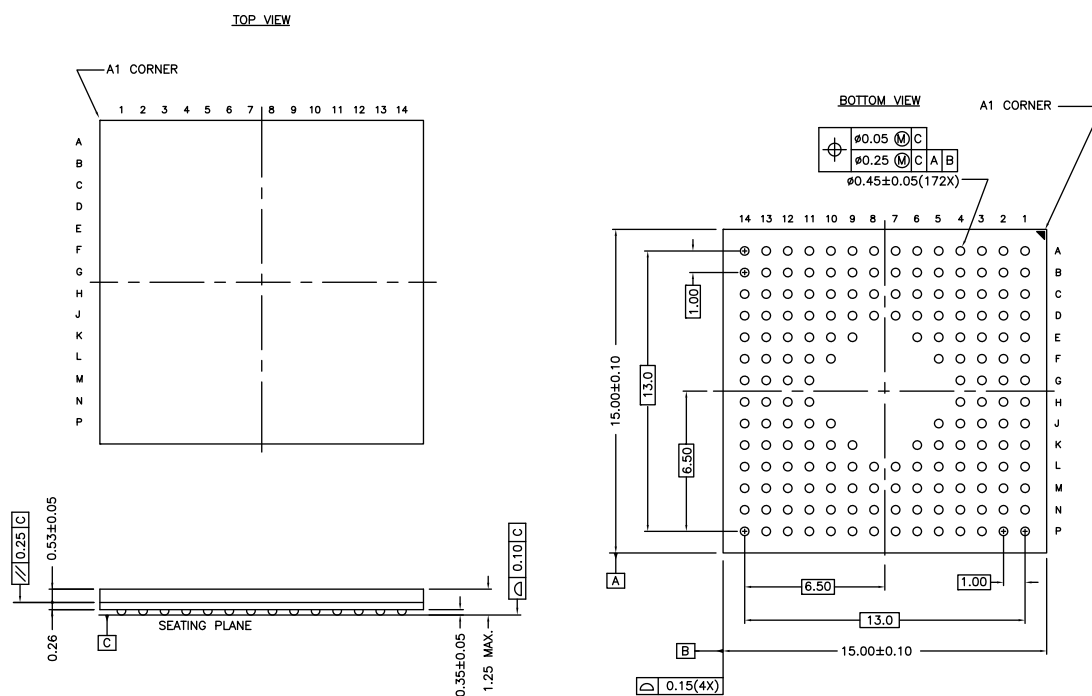 TOP VIEW
A1 CORNER
1 2 3 4 5 6 7 8 9 10 11 12 13 14
A
B
C
D
E
F
G
H
J
K
L
M
N
P
BOTTOM VIEW
A1 CORNER
⌀0.05 Ⓜ C
⌀0.25 Ⓜ C A B
⌀0.45±0.05(172X)
14 13 12 11 10 9 8 7 6 5 4 3 2 1
A
B
C
D
E
F
G
H
J
K
L
M
N
P
1.00
13.0
15.00±0.10
6.50
A
6.50
1.00
13.0
B
15.00±0.10
0.15(4X)
0.25 C
0.53±0.05
0.10 C
SEATING PLANE
C
0.26
0.35±0.05
1.25 MAX.